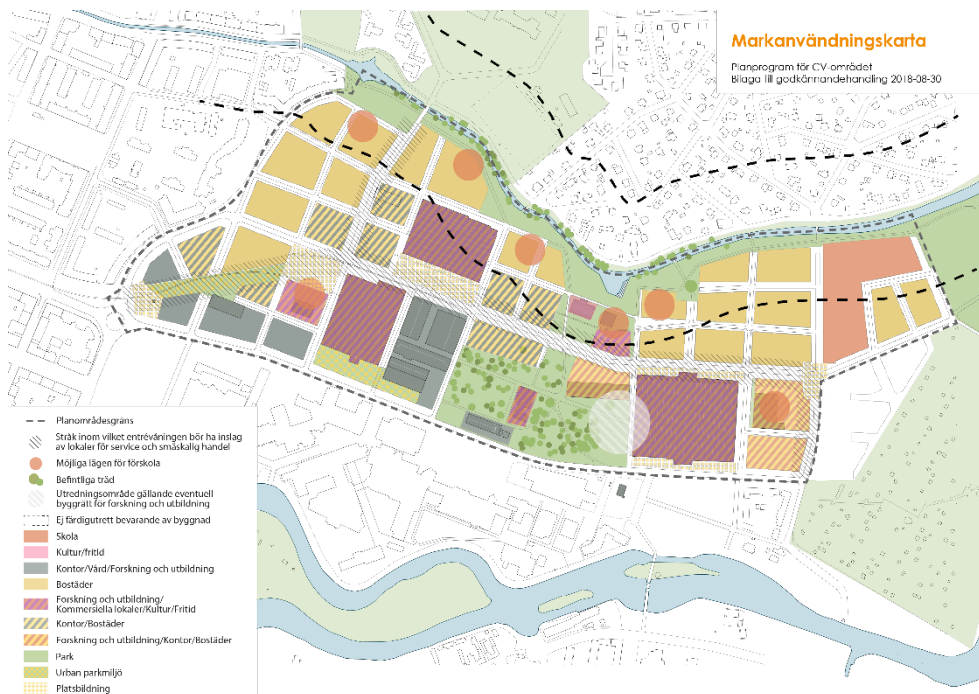 Markanvändningskarta
Planprogram för CV-området
Bilaga till godkännandehandling 2018-08-30
Planområdesgräns
Stråk inom vilket entrévåningen bör ha inslag
av lokaler för service och småskalig handel
Möjliga lägen för förskola
Befintliga träd
Utredningsområde gällande eventuell
byggrätt för forskning och utbildning
Ej färdigutrett bevarande av byggnad
Skola
Kultur/fritid
Kontor/Vård/Forskning och utbildning
Bostäder
Forskning och utbildning/
Kommersiella lokaler/Kultur/Fritid
Kontor/Bostäder
Forskning och utbildning/Kontor/Bostäder
Park
Urban parkmiljö
Platsbildning